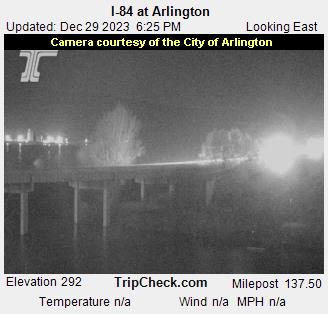 I-84 at Arlington
Updated: Dec 29 2023 6:25 PM Looking East
Camera courtesy of the City of Arlington
Elevation 292 TripCheck.com Milepost 137.50
Temperature n/a Wind n/a MPH n/a